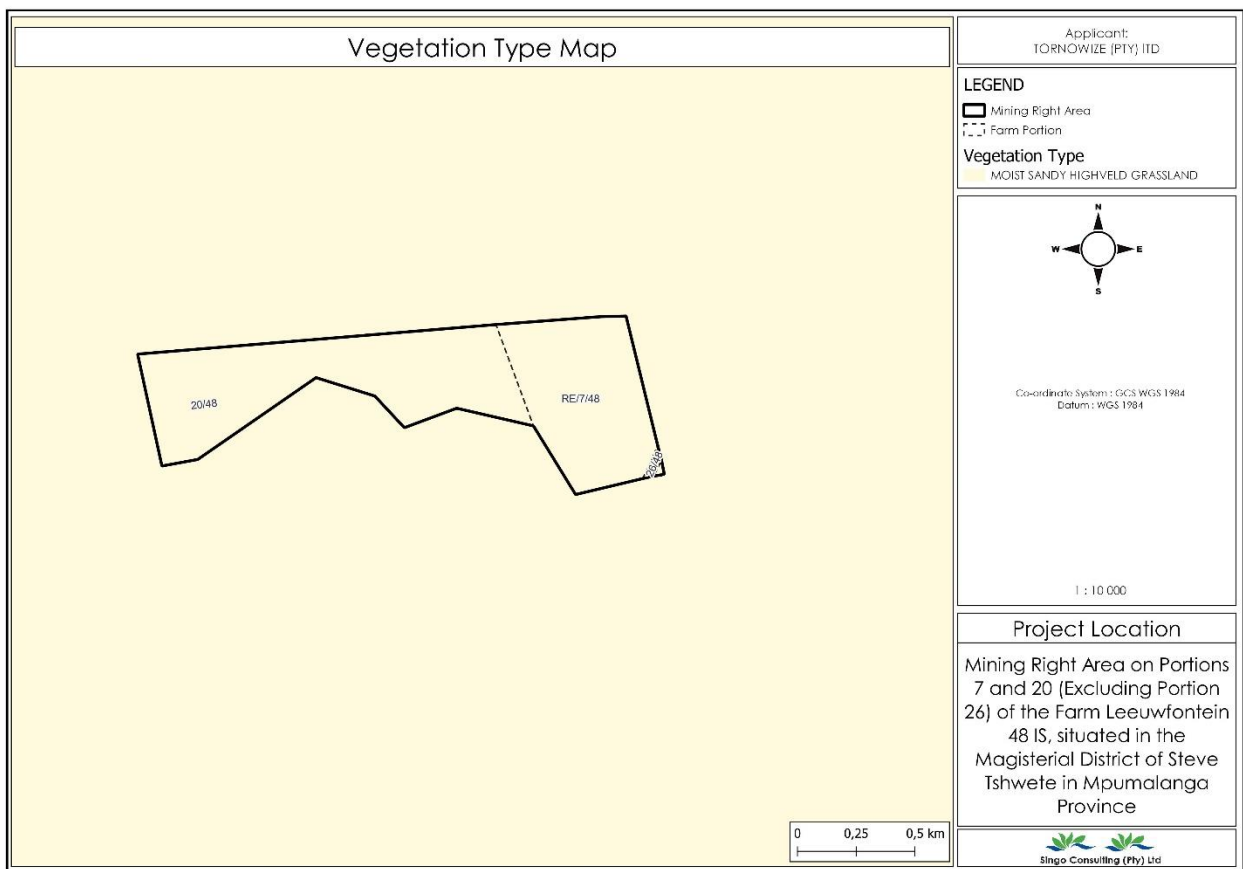 Vegetation Type Map
20/48
RE/7/48
26/48
0 0,25 0,5 km
Applicant:
TORNOWIZE (PTY) lTD
LEGEND
Mining Right Area
Farm Portion
Vegetation Type
MOIST SANDY HIGHVELD GRASSLAND
N
W E
S
Co-ordinate System : GCS WGS 1984
Datum : WGS 1984
1 : 10 000
Project Location
Mining Right Area on Portions
7 and 20 (Excluding Portion
26) of the Farm Leeuwfontein
48 IS, situated in the
Magisterial District of Steve
Tshwete in Mpumalanga
Province
Singo Consulting (Pty) Ltd